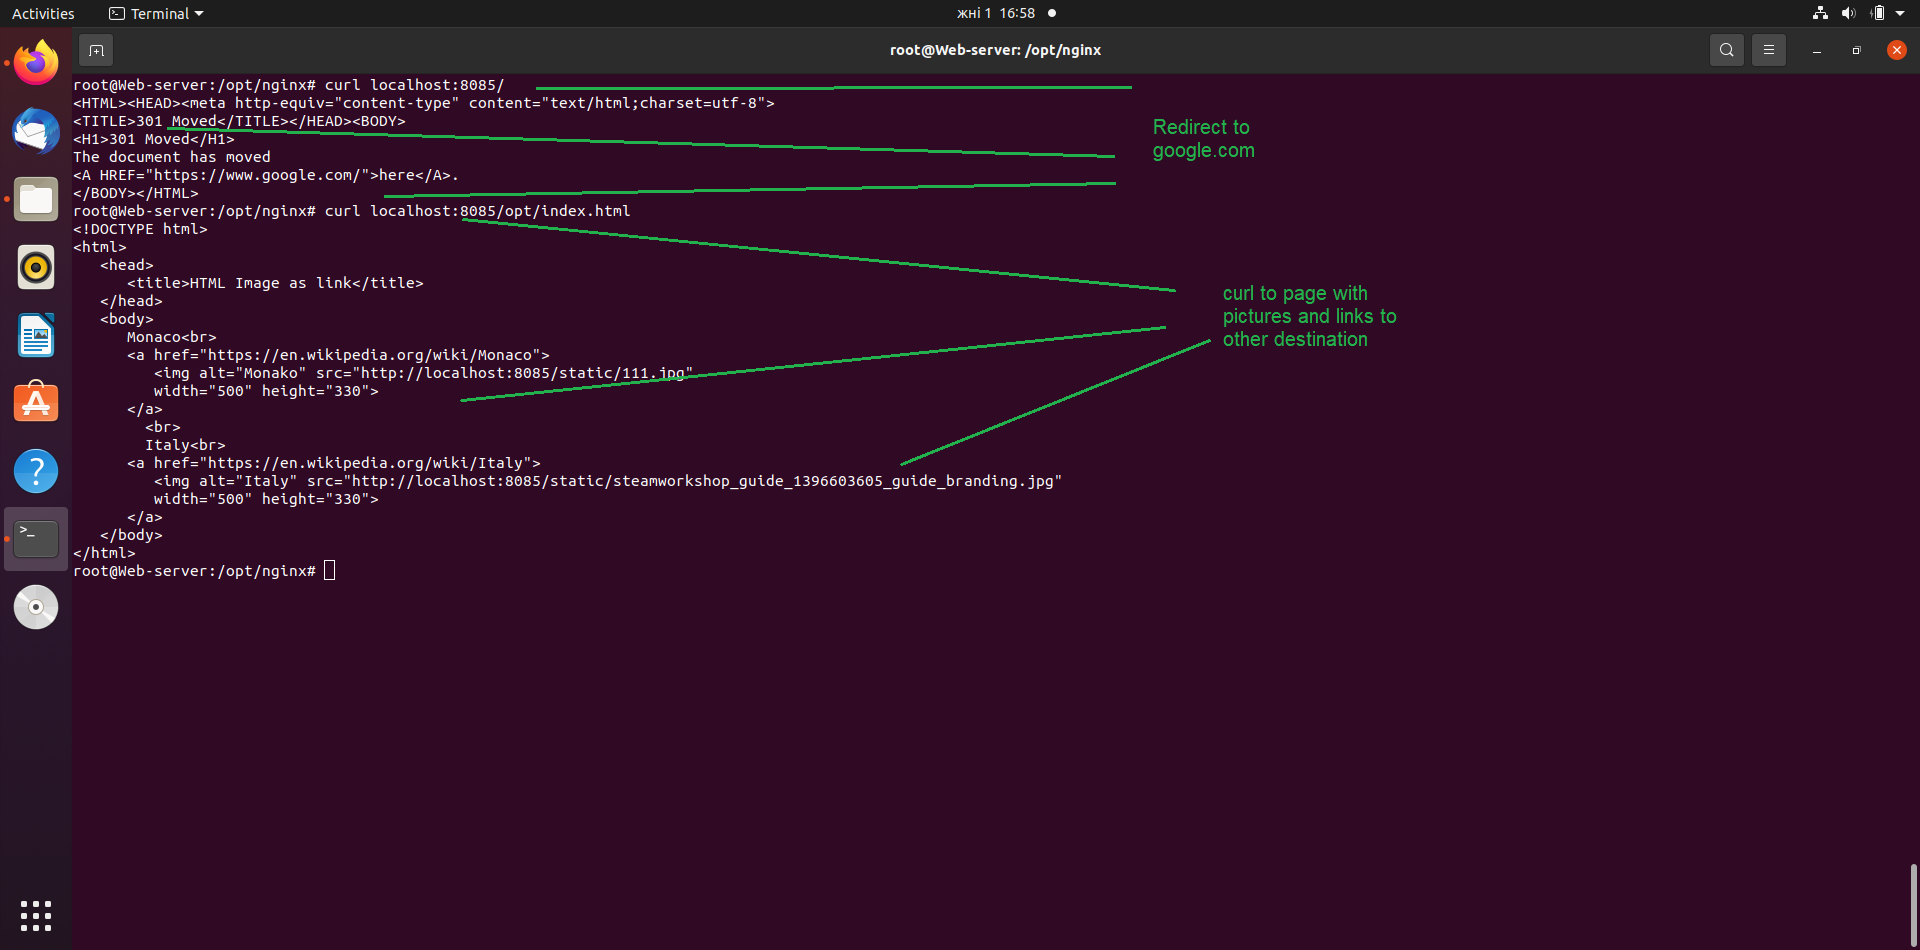 Activities
Terminal
жні 1 16:58
root@Web-server: /opt/nginx
root@Web-server:/opt/nginx# curl localhost:8085/
<HTML><HEAD><meta http-equiv="content-type" content="text/html;charset=utf-8">
<TITLE>301 Moved</TITLE></HEAD><BODY>
<H1>301 Moved</H1>
The document has moved
<A HREF="https://www.google.com/">here</A>.
</BODY></HTML>
Redirect to
google.com
root@Web-server:/opt/nginx# curl localhost:8085/opt/index.html
<!DOCTYPE html>
<html>
   <head>
      <title>HTML Image as link</title>
   </head>
   <body>
      Monaco<br>
      <a href="https://en.wikipedia.org/wiki/Monaco">
         <img alt="Monako" src="http://localhost:8085/static/111.jpg"
         width="500" height="330">
      </a>
        <br>
        Italy<br>
      <a href="https://en.wikipedia.org/wiki/Italy">
         <img alt="Italy" src="http://localhost:8085/static/steamworkshop_guide_1396603605_guide_branding.jpg"
         width="500" height="330">
      </a>
   </body>
</html>
root@Web-server:/opt/nginx#
curl to page with
pictures and links to
other destination